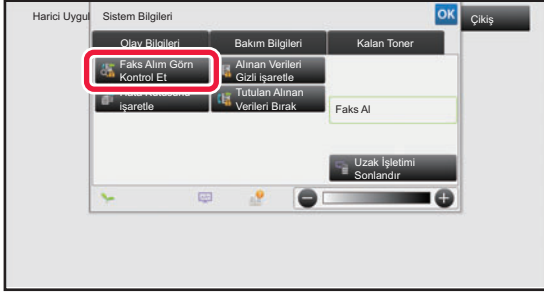 Harici Uygul
Sistem Bilgileri
OK
Çikiş
Olay Bilgileri
Bakım Bilgileri
Kalan Toner
Faks Alım Görn
Kontrol Et
Alınan Verileri
Gizli işaretle
işaretle
Tutulan Alınan
Verileri Bırak
Faks Al
Uzak İşletimi
Sonlandır